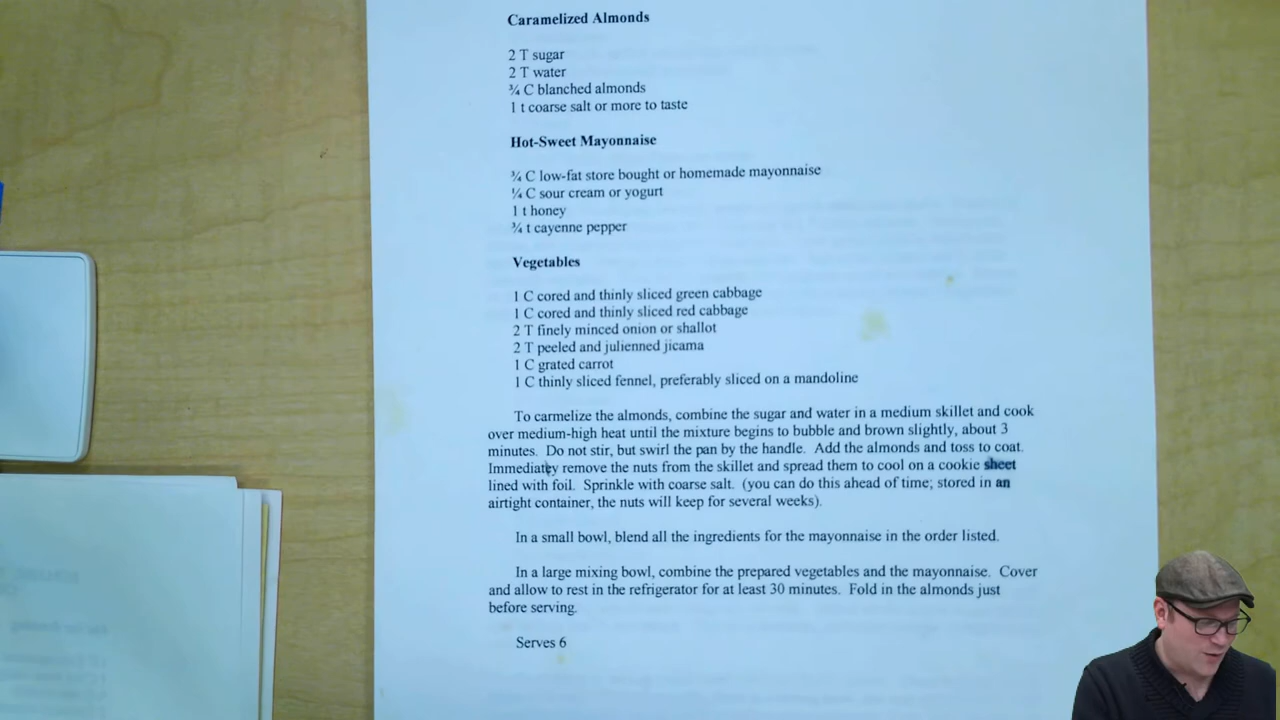 Caramelized Almonds
2 T sugar
2 T water
¾ C blanched almonds
1 t coarse salt or more to taste
Hot-Sweet Mayonnaise
¾ C low-fat store bought or homemade mayonnaise
¼ C sour cream or yogurt
1 t honey
¾ t cayenne pepper
Vegetables
1 C cored and thinly sliced green cabbage
1 C cored and thinly sliced red cabbage
2 T finely minced onion or shallot
2 T peeled and julienned jicama
1 C grated carrot
1 C thinly sliced fennel, preferably sliced on a mandoline
To carmelize the almonds, combine the sugar and water in a medium skillet and cook
over medium-high heat until the mixture begins to bubble and brown slightly, about 3
minutes. Do not stir, but swirl the pan by the handle. Add the almonds and toss to coat.
remove the nuts from the skillet and spread them to cool on a cookie sheet
lined with foil. Sprinkle with coarse salt. (you can do this ahead of time; stored in an
airtight container, the nuts will keep for several weeks).
In a small bowl, blend all the ingredients for the mayonnaise in the order listed.
In a large mixing bowl, combine the prepared vegetables and the mayonnaise. Cover
and allow to rest in the refrigerator for at least 30 minutes. Fold in the almonds just
before serving.
Serves 6